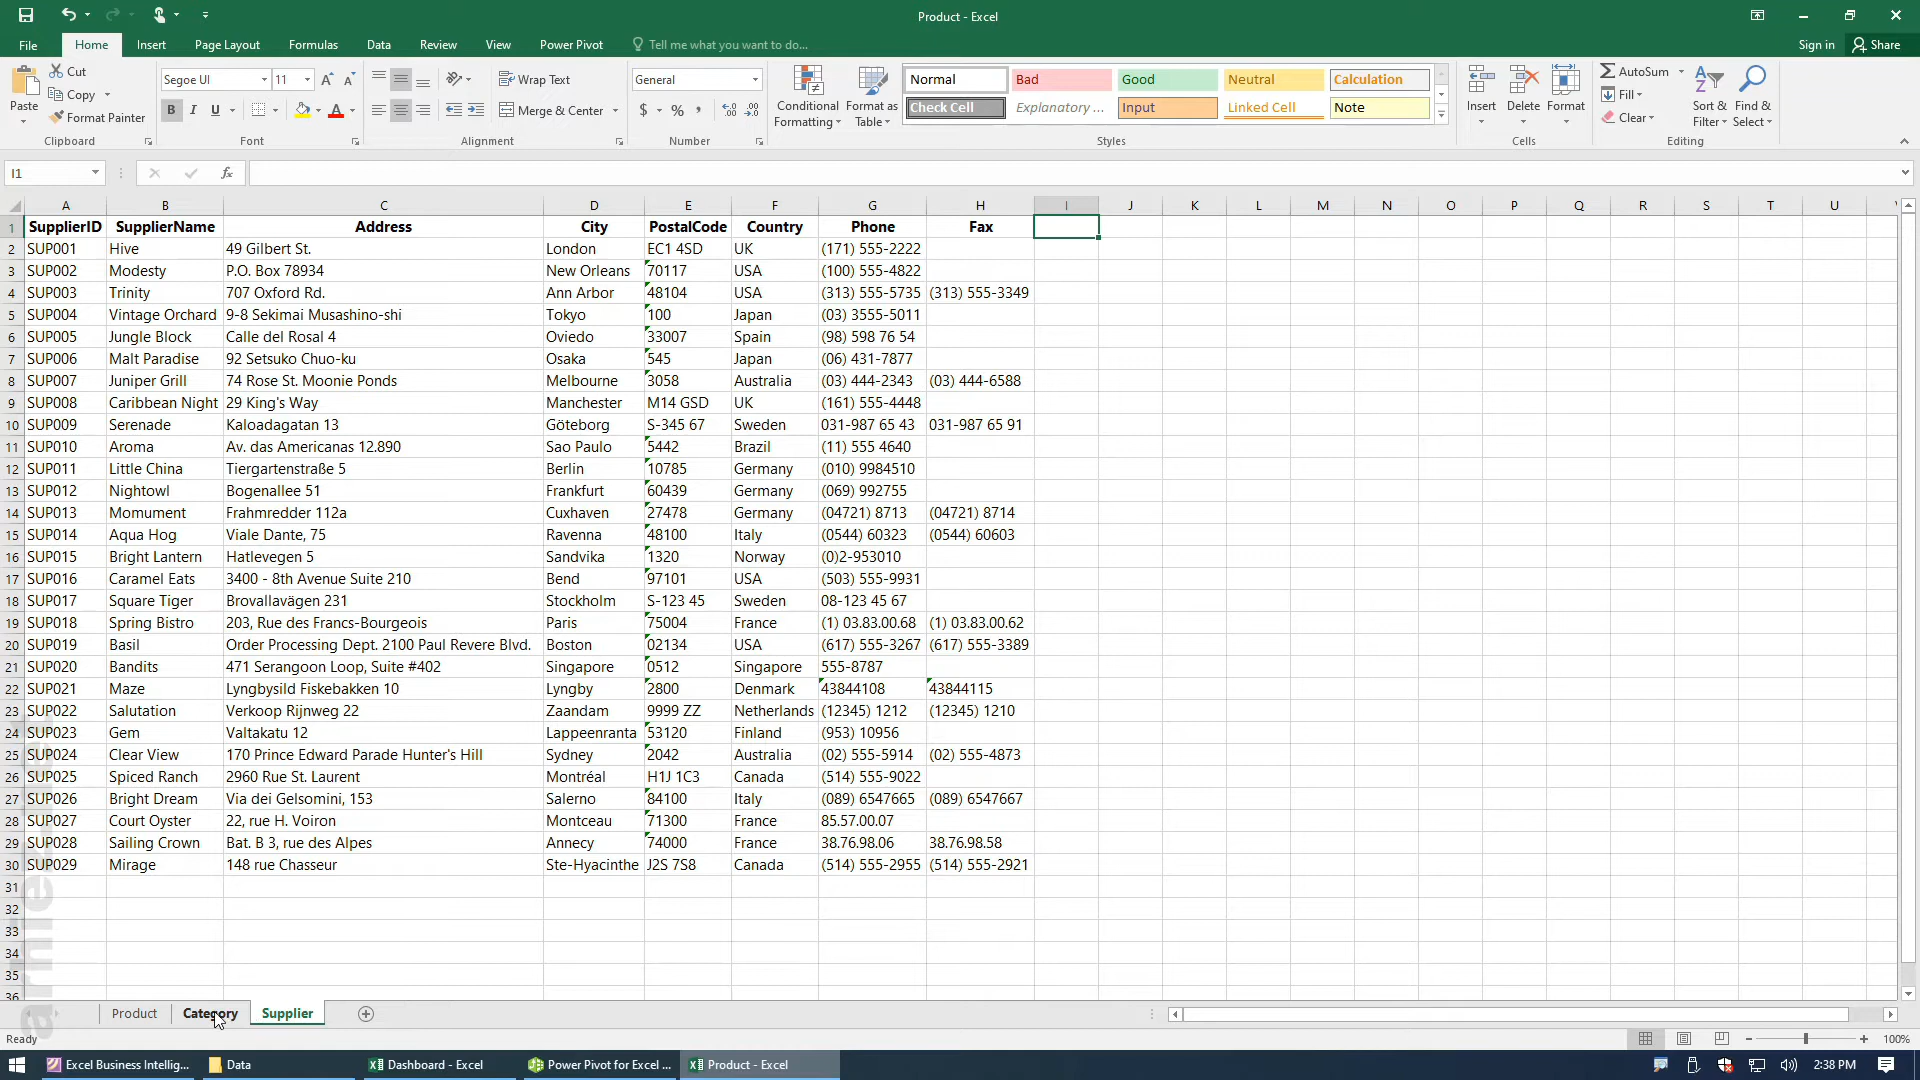 Product - Excel
File Home Insert Page Layout Formulas Data Review View Power Pivot Tell me what you want to do... Sign in Share
Paste Cut Copy Format Painter Clipboard
Segoe UI 11 B I U A Font
Wrap Text Merge & Center Alignment
General $ % Number
Conditional Formatting Format as Table
Normal Bad Good Neutral Calculation
Check Cell Explanatory ... Input Linked Cell Note
Styles
Insert Delete Format Cells
AutoSum Fill Clear Sort & Filter Find & Select Editing
I1 fx
A B C D E F G H I J K L M N O P Q R S T U
1 SupplierID SupplierName Address City PostalCode Country Phone Fax
2 SUP001 Hive 49 Gilbert St. London EC1 4SD UK (171) 555-2222
3 SUP002 Modesty P.O. Box 78934 New Orleans 70117 USA (100) 555-4822
4 SUP003 Trinity 707 Oxford Rd. Ann Arbor 48104 USA (313) 555-5735 (313) 555-3349
5 SUP004 Vintage Orchard 9-8 Sekimai Musashino-shi Tokyo 100 Japan (03) 3555-5011
6 SUP005 Jungle Block Calle del Rosal 4 Oviedo 33007 Spain (98) 598 76 54
7 SUP006 Malt Paradise 92 Setsuko Chuo-ku Osaka 545 Japan (06) 431-7877
8 SUP007 Juniper Grill 74 Rose St. Moonie Ponds Melbourne 3058 Australia (03) 444-2343 (03) 444-6588
9 SUP008 Caribbean Night 29 King's Way Manchester M14 GSD UK (161) 555-4448
10 SUP009 Serenade Kaloadagatan 13 Göteborg S-345 67 Sweden 031-987 65 43 031-987 65 91
11 SUP010 Aroma Av. das Americanas 12.890 Sao Paulo 5442 Brazil (11) 555 4640
12 SUP011 Little China Tiergartenstraße 5 Berlin 10785 Germany (010) 9984510
13 SUP012 Nightowl Bogenallee 51 Frankfurt 60439 Germany (069) 992755
14 SUP013 Momument Frahmredder 112a Cuxhaven 27478 Germany (04721) 8713 (04721) 8714
15 SUP014 Aqua Hog Viale Dante, 75 Ravenna 48100 Italy (0544) 60323 (0544) 60603
16 SUP015 Bright Lantern Hatlevegen 5 Sandvika 1320 Norway (0)2-953010
17 SUP016 Caramel Eats 3400 - 8th Avenue Suite 210 Bend 97101 USA (503) 555-9931
18 SUP017 Square Tiger Brovallavägen 231 Stockholm S-123 45 Sweden 08-123 45 67
19 SUP018 Spring Bistro 203, Rue des Francs-Bourgeois Paris 75004 France (1) 03.83.00.68 (1) 03.83.00.62
20 SUP019 Basil Order Processing Dept. 2100 Paul Revere Blvd. Boston 02134 USA (617) 555-3267 (617) 555-3389
21 SUP020 Bandits 471 Serangoon Loop, Suite #402 Singapore 0512 Singapore 555-8787
22 SUP021 Maze Lyngbysild Fiskebakken 10 Lyngby 2800 Denmark 43844108 43844115
23 SUP022 Salutation Verkoop Rijnweg 22 Zaandam 9999 ZZ Netherlands (12345) 1212 (12345) 1210
24 SUP023 Gem Valtakatu 12 Lappeenranta 53120 Finland (953) 10956
25 SUP024 Clear View 170 Prince Edward Parade Hunter's Hill Sydney 2042 Australia (02) 555-5914 (02) 555-4873
26 SUP025 Spiced Ranch 2960 Rue St. Laurent Montréal H1J 1C3 Canada (514) 555-9022
27 SUP026 Bright Dream Via dei Gelsomini, 153 Salerno 84100 Italy (089) 6547665 (089) 6547667
28 SUP027 Court Oyster 22, rue H. Voiron Montceau 71300 France 85.57.00.07
29 SUP028 Sailing Crown Bat. B 3, rue des Alpes Annecy 74000 France 38.76.98.06 38.76.98.58
30 SUP029 Mirage 148 rue Chasseur Ste-Hyacinthe J2S 7S8 Canada (514) 555-2955 (514) 555-2921
31
32
33
34
35
36
Product Category Supplier
Ready 100%
Excel Business Intellig... Data Dashboard - Excel Power Pivot for Excel ... Product - Excel 2:38 PM